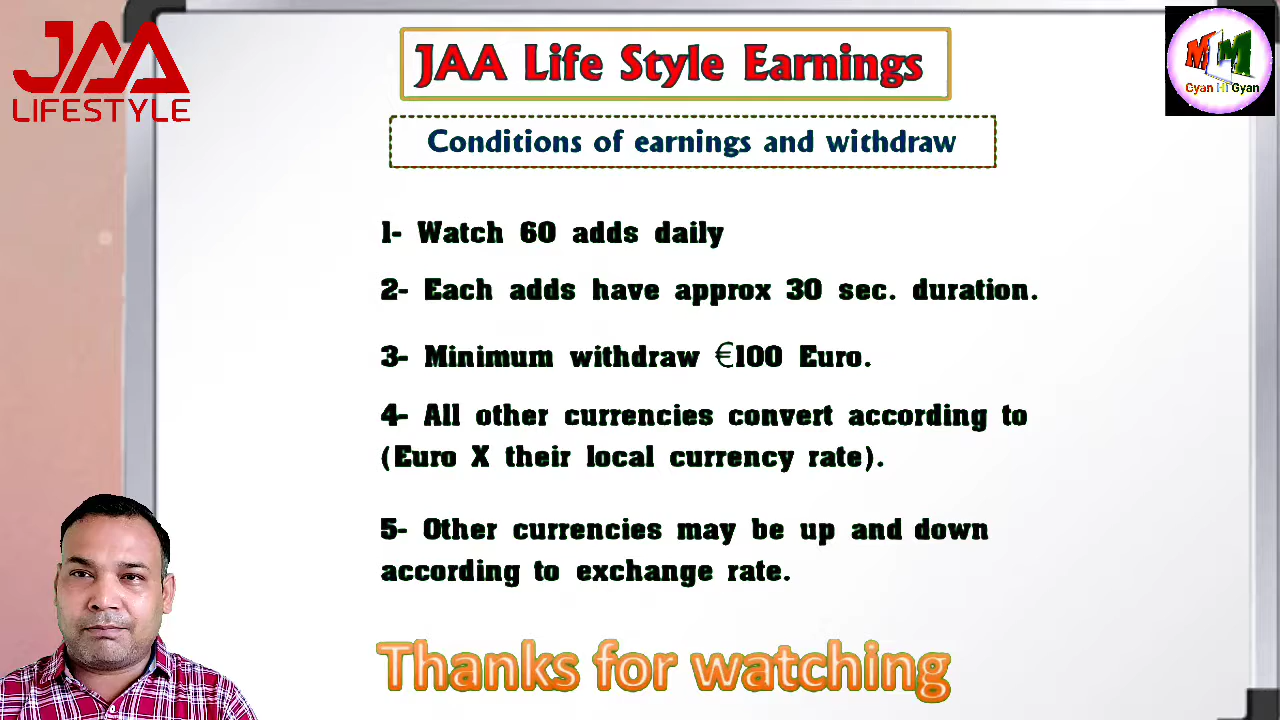 JAA
LIFESTYLE
JAA Life Style Earnings
MM
Gyan Hi Gyan
Conditions of earnings and withdraw
1- Watch 60 adds daily
2- Each adds have approx 30 sec. duration.
3- Minimum withdraw €100 Euro.
4- All other currencies convert according to
(Euro X their local currency rate).
5- Other currencies may be up and down
according to exchange rate.
Thanks for watching